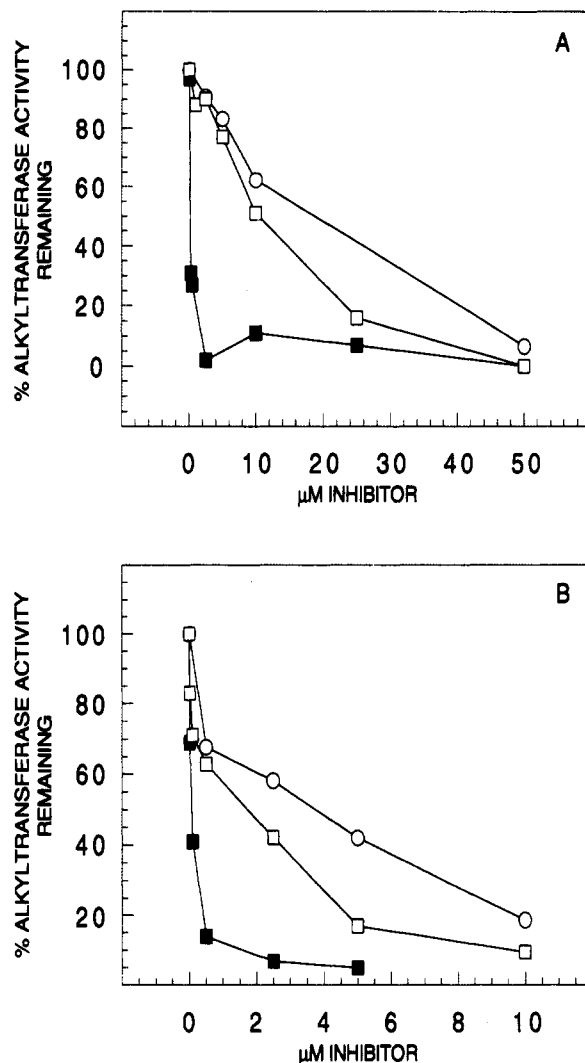 A
% ALKYLTRANSFERASE ACTIVITY
REMAINING
100
80
60
40
20
0
0 10 20 30 40 50
µM INHIBITOR
B
% ALKYLTRANSFERASE ACTIVITY
REMAINING
100
80
60
40
20
0 2 4 6 8 10
µM INHIBITOR